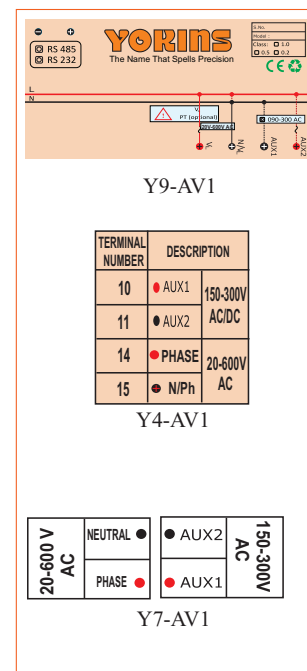 RS 485
RS 232
YOKINS
The Name That Spells Precision
S.No.
Model :
Class: 1.0
0.5 0.2
L
N
V
PT (optional)
20V-600V AC
090-300 AC
V
N/V
AUX1
AUX2
Y9-AV1
TERMINAL NUMBER DESCRIPTION
10 AUX1 150-300V AC/DC
11 AUX2
14 PHASE 20-600V AC
15 N/Ph
Y4-AV1
20-600 V AC
NEUTRAL
PHASE
AUX2
AUX1
150-300V AC
Y7-AV1